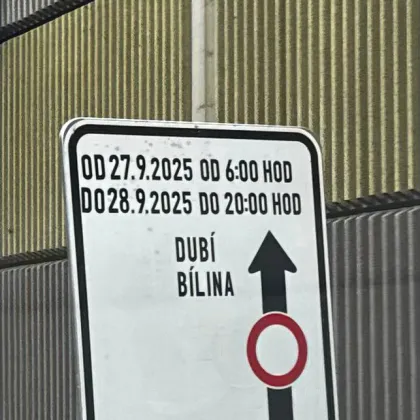 OD 27.9.2025 OD 6:00 HOD
DO 28.9.2025 DO 20:00 HOD
DUBÍ
BÍLINA